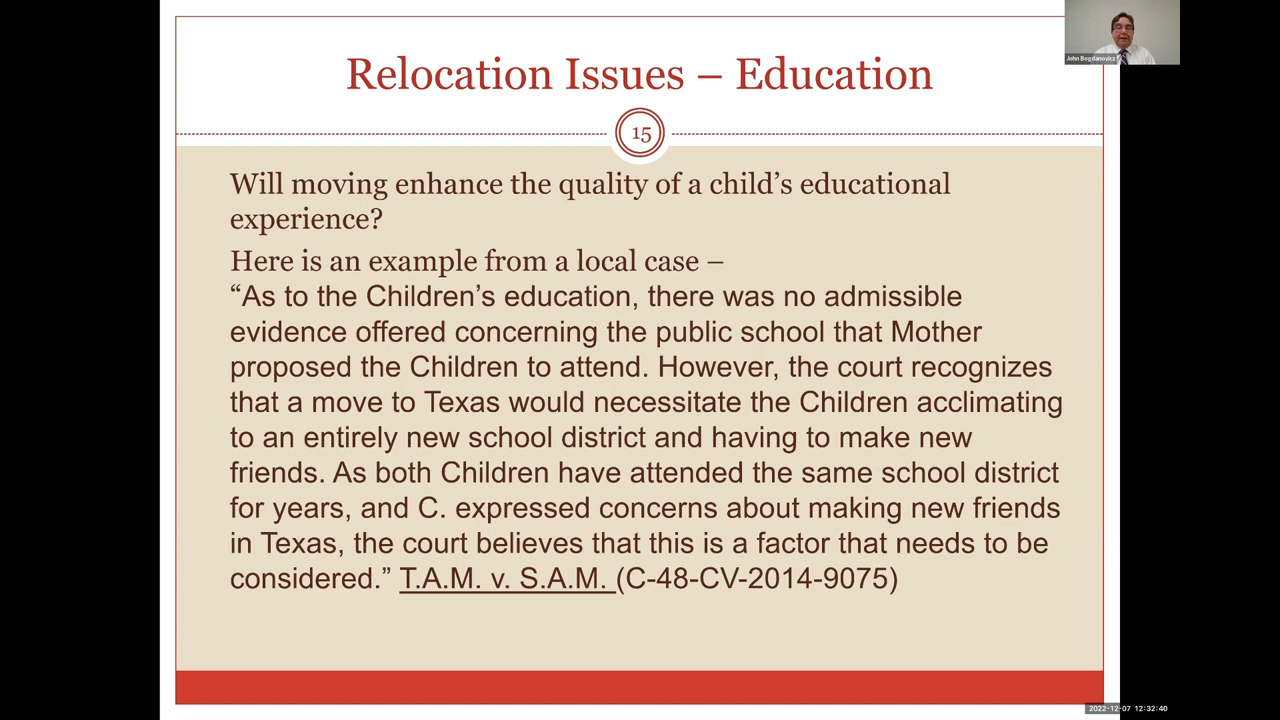 Relocation Issues – Education
15
Will moving enhance the quality of a child’s educational
experience?
Here is an example from a local case –
“As to the Children’s education, there was no admissible
evidence offered concerning the public school that Mother
proposed the Children to attend. However, the court recognizes
that a move to Texas would necessitate the Children acclimating
to an entirely new school district and having to make new
friends. As both Children have attended the same school district
for years, and C. expressed concerns about making new friends
in Texas, the court believes that this is a factor that needs to be
considered.” T.A.M. v. S.A.M. (C-48-CV-2014-9075)
John Bogdanovicz
2022-12-07 12:32:40